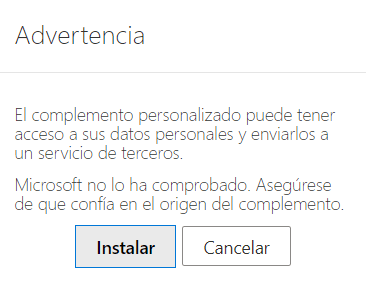 Advertencia
El complemento personalizado puede tener
acceso a sus datos personales y enviarlos a
un servicio de terceros.
Microsoft no lo ha comprobado. Asegúrese
de que confía en el origen del complemento.
Instalar Cancelar